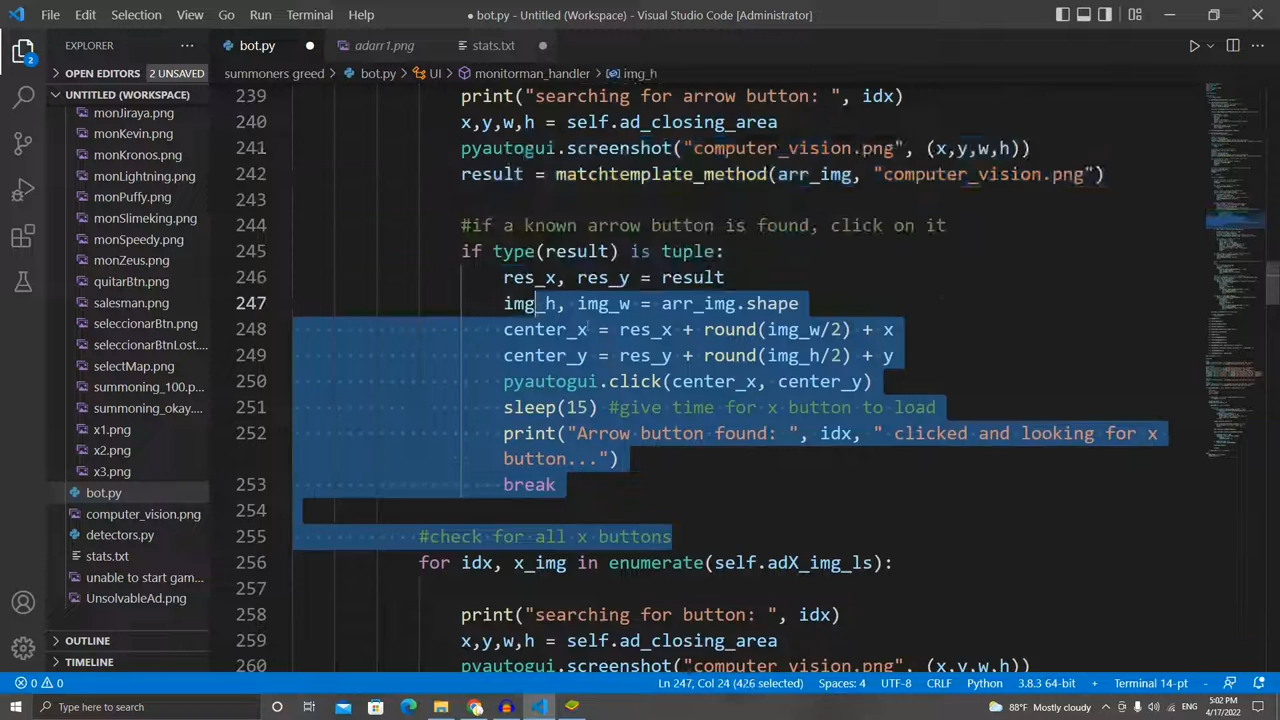 File Edit Selection View Go Run Terminal Help
bot.py - Untitled (Workspace) - Visual Studio Code [Administrator]
EXPLORER
bot.py
adarr1.png
stats.txt
OPEN EDITORS
2 UNSAVED
summoners greed > bot.py > UI > monitorman_handler > img_h
UNTITLED (WORKSPACE)
monJiraya.png
monKevin.png
monKronos.png
monLightning.png
monPuffy.png
monSlimeking.png
monSpeedy.png
monZeus.png
quitarBtn.png
salesman.png
seleccionarBtn.png
seleccionarBtnLost....
startMapBtn.png
summoning_100.p...
summoning_okay....
rc.png
bot.py
computer_vision.png
detectors.py
stats.txt
unable to start gam...
UnsolvableAd.png
OUTLINE
TIMELINE
239 print("searching for arrow button: ", idx)
240 x,y,w,h = self.ad_closing_area
241 pyautogui.screenshot("computer_vision.png", (x,y,w,h))
242 result = matchTemplate_method(arr_img, "computer_vision.png")
243
244 #if down arrow button is found, click on it
245 if type(result) is tuple:
246 res_x, res_y = result
247 img_h, img_w = arr_img.shape
248 center_x = res_x + round(img_w/2) + x
249 center_y = res_y + round(img_h/2) + y
250 pyautogui.click(center_x, center_y)
251 sleep(15) #give time for x button to load
252 print("Arrow button found: ", idx, " clicked and looking for
button...")
253 break
254
255 #check for all x buttons
256 for idx, x_img in enumerate(self.adX_img_ls):
257
258 print("searching for button: ", idx)
259 x,y,w,h = self.ad_closing_area
260 pyautogui.screenshot("computer_vision.png", (x,y,w,h))
0 0
Ln 247, Col 24 (426 selected) Spaces: 4 UTF-8 CRLF Python 3.8.3 64-bit Terminal 14-pt
Type here to search
88°F Mostly cloudy
5:02 PM
4/17/2022